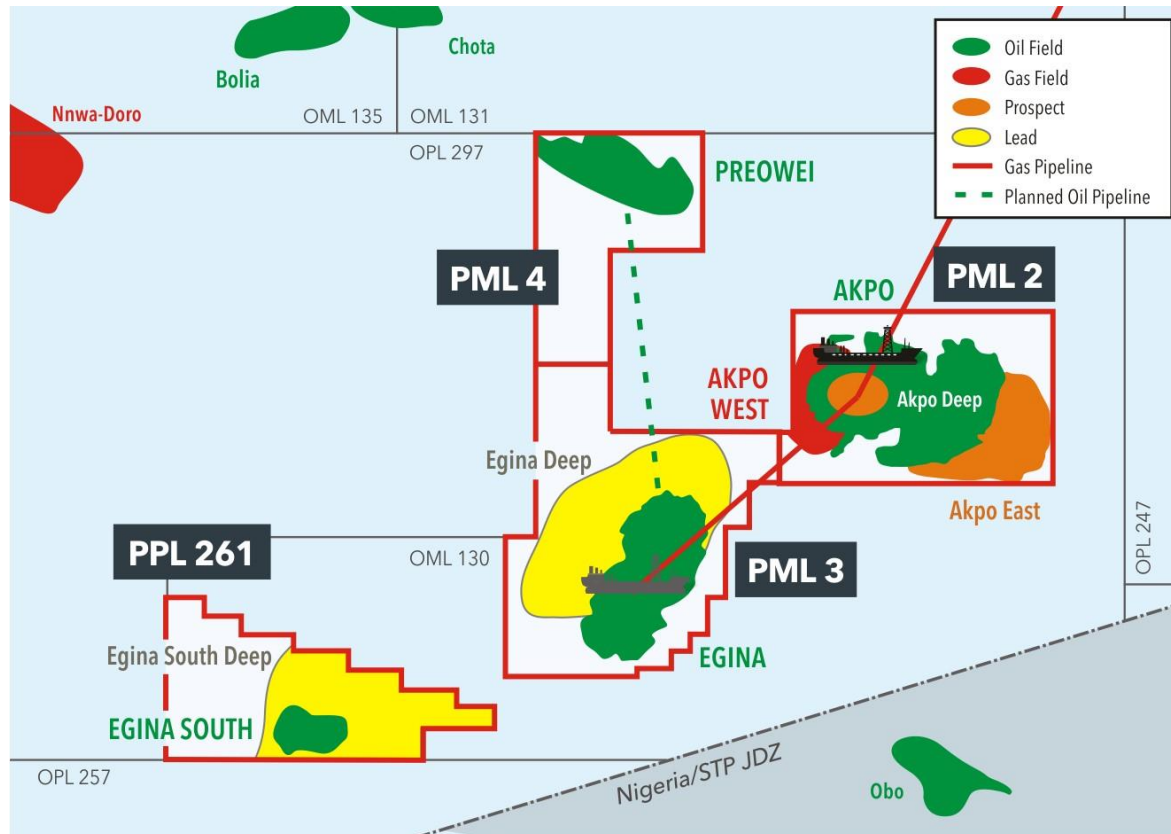 Chota
Bolia
Nnwa-Doro
OML 135
OML 131
OPL 297
Oil Field
Gas Field
Prospect
Lead
Gas Pipeline
Planned Oil Pipeline
PREOWEI
PML 4
PML 2
AKPO
AKPO
WEST
Akpo Deep
Egina Deep
Akpo East
OPL 247
PPL 261
OML 130
PML 3
Egina South Deep
EGINA
EGINA SOUTH
OPL 257
Nigeria/STP JDZ
Obo